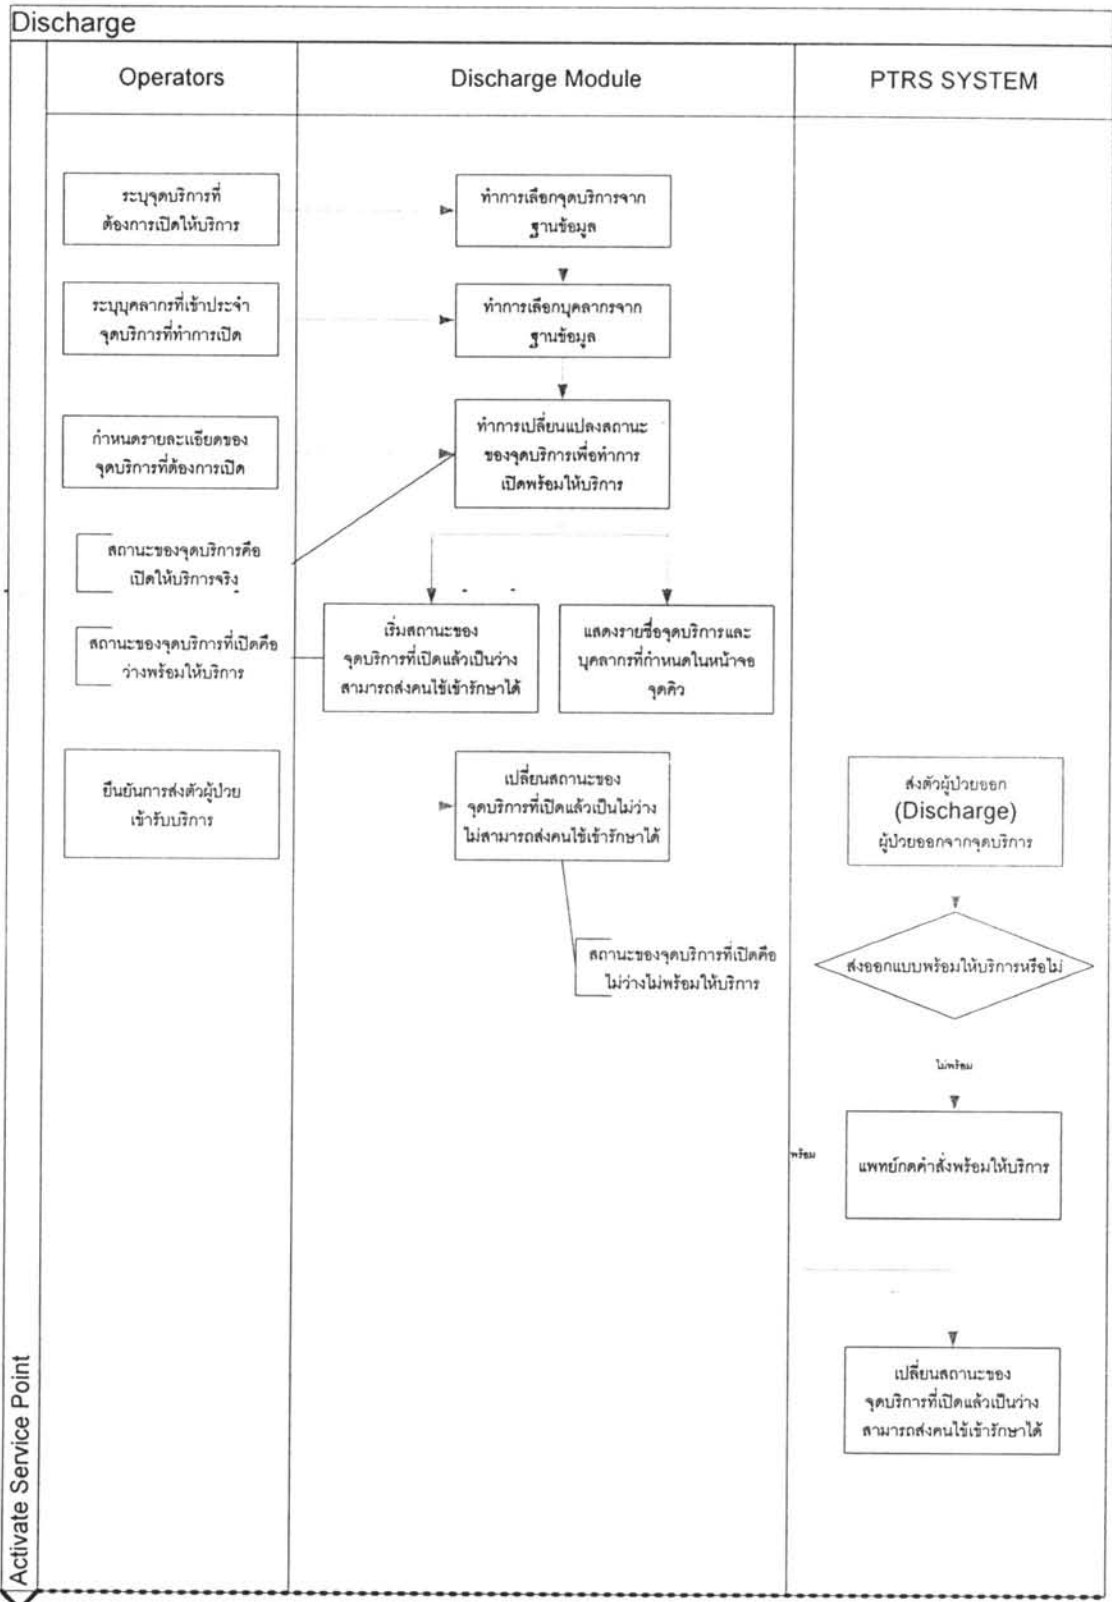 Discharge
Operators
Discharge Module
PTRS SYSTEM
ระบุจุดบริการที่
ต้องการเปิดให้บริการ
ทำการเลือกจุดบริการจาก
ฐานข้อมูล
ระบุบุคลากรที่เข้าประจำ
จุดบริการที่ทำการเปิด
ทำการเลือกบุคลากรจาก
ฐานข้อมูล
กำหนดรายละเอียดของ
จุดบริการที่ต้องการเปิด
ทำการเปลี่ยนแปลงสถานะ
ของจุดบริการเพื่อทำการ
เปิดพร้อมให้บริการ
สถานะของจุดบริการคือ
เปิดให้บริการจริง
สถานะของจุดบริการที่เปิดคือ
ว่างพร้อมให้บริการ
เริ่มสถานะของ
จุดบริการที่เปิดแล้วเป็นว่าง
สามารถส่งคนไข้เข้ารักษาได้
แสดงรายชื่อจุดบริการและ
บุคลากรที่กำหนดในหน้าจอ
จุดคิว
ยืนยันการส่งตัวผู้ป่วย
เข้ารับบริการ
เปลี่ยนสถานะของ
จุดบริการที่เปิดแล้วเป็นไม่ว่าง
ไม่สามารถส่งคนไข้เข้ารักษาได้
ส่งตัวผู้ป่วยออก
(Discharge)
ผู้ป่วยออกจากจุดบริการ
สถานะของจุดบริการที่เปิดคือ
ไม่ว่างไม่พร้อมให้บริการ
ส่งออกแบบพร้อมให้บริการหรือไม่
ไม่พร้อม
พร้อม
แพทย์กดคำสั่งพร้อมให้บริการ
เปลี่ยนสถานะของ
จุดบริการที่เปิดแล้วเป็นว่าง
สามารถส่งคนไข้เข้ารักษาได้
Activate Service Point